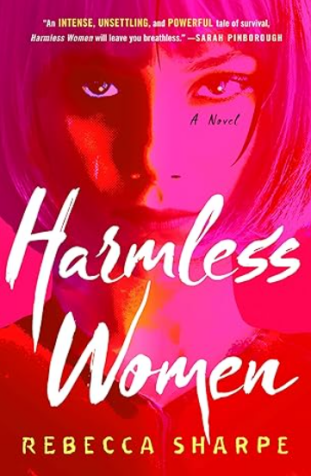 "An INTENSE, UNSETTLING, and POWERFUL tale of survival,
Harmless Women will leave you breathless." —SARAH PINBOROUGH
A Novel
Harmless
Women
REBECCA SHARPE